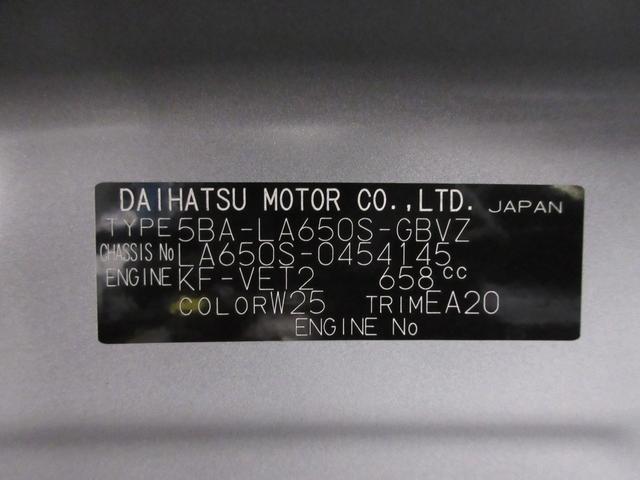 DAIHATSU MOTOR CO.,LTD. JAPAN
TYPE 5BA-LA650S-GBVZ
CHASSIS No LA650S-0454145
ENGINE KF-VET2 658cc
COLOR W25 TRIM EA20
ENGINE No